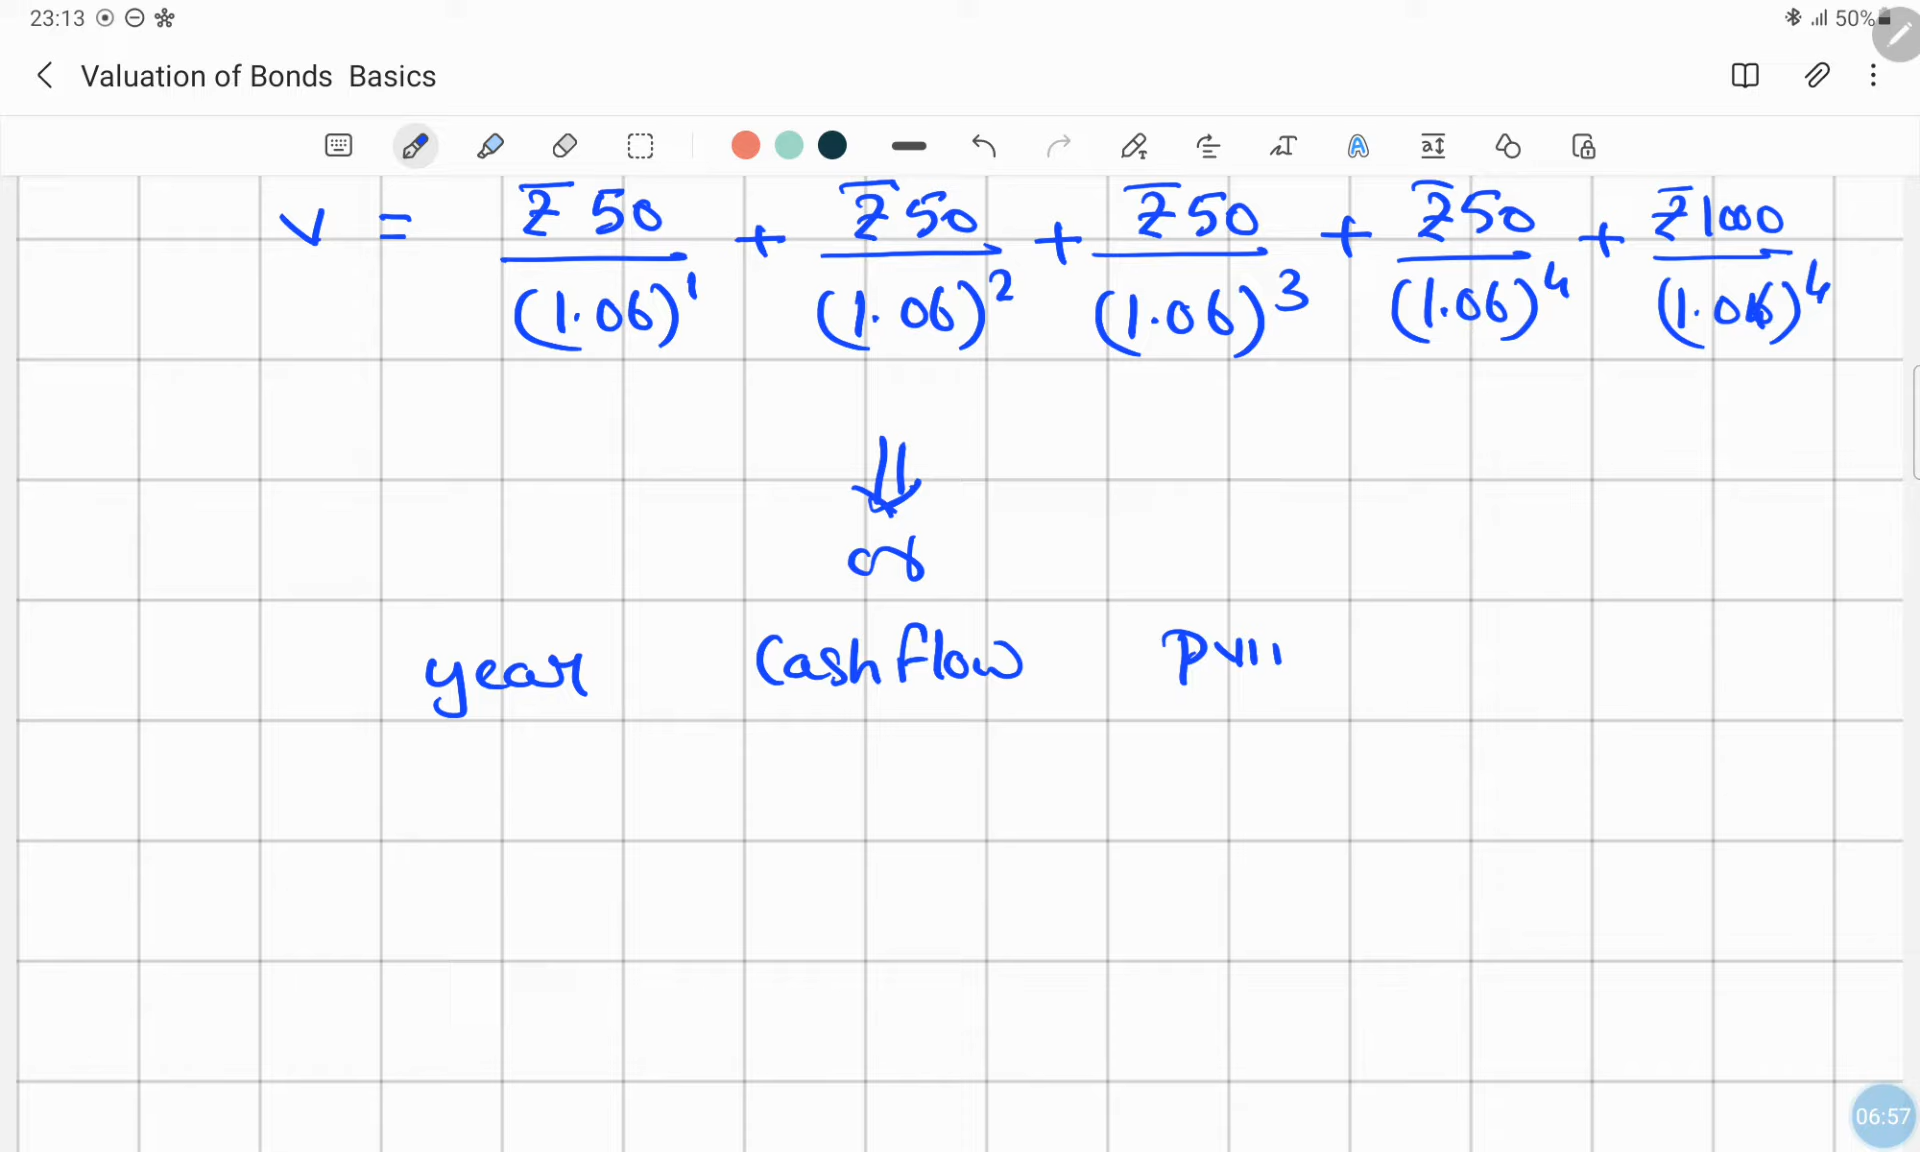 23:13 50%
Valuation of Bonds Basics
V = ₹50/(1.06)¹ + ₹50/(1.06)² + ₹50/(1.06)³ + ₹50/(1.06)⁴ + ₹1000/(1.06)⁴
or
year Cash flow
06:57